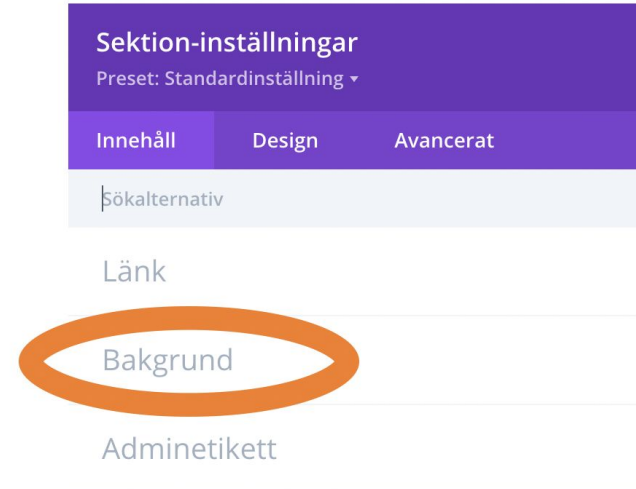 Sektion-inställningar
Preset: Standardinställning
Innehåll Design Avancerat
Sökalternativ
Länk
Bakgrund
Adminetikett